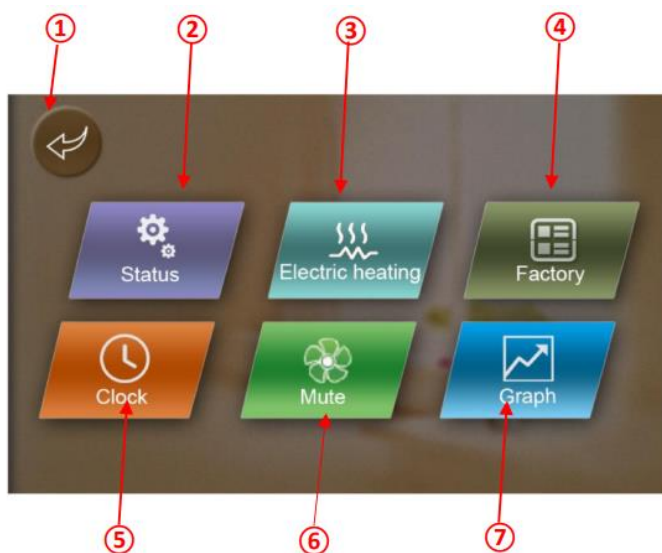 ① ② ③ ④
Status Electric heating Factory
Clock Mute Graph
⑤ ⑥ ⑦